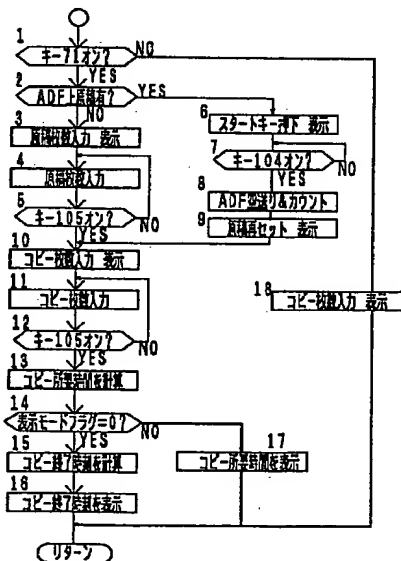 1
キー71オン?
NO
YES
2
ADF上原稿有?
YES
NO
3
原稿枚数入力 表示
4
原稿枚数入力
5
キー105オン?
NO
YES
6
スタートキー押下 表示
7
キー104オン?
NO
YES
8
ADF空送り&カウント
9
原稿再セット 表示
10
コピー枚数入力 表示
11
コピー枚数入力
12
キー105オン?
NO
YES
13
コピー所要時間を計算
14
表示モードフラグ=0?
NO
YES
15
コピー終了時刻を計算
16
コピー終了時刻を表示
17
コピー所要時間を表示
18
コピー枚数入力 表示
リターン